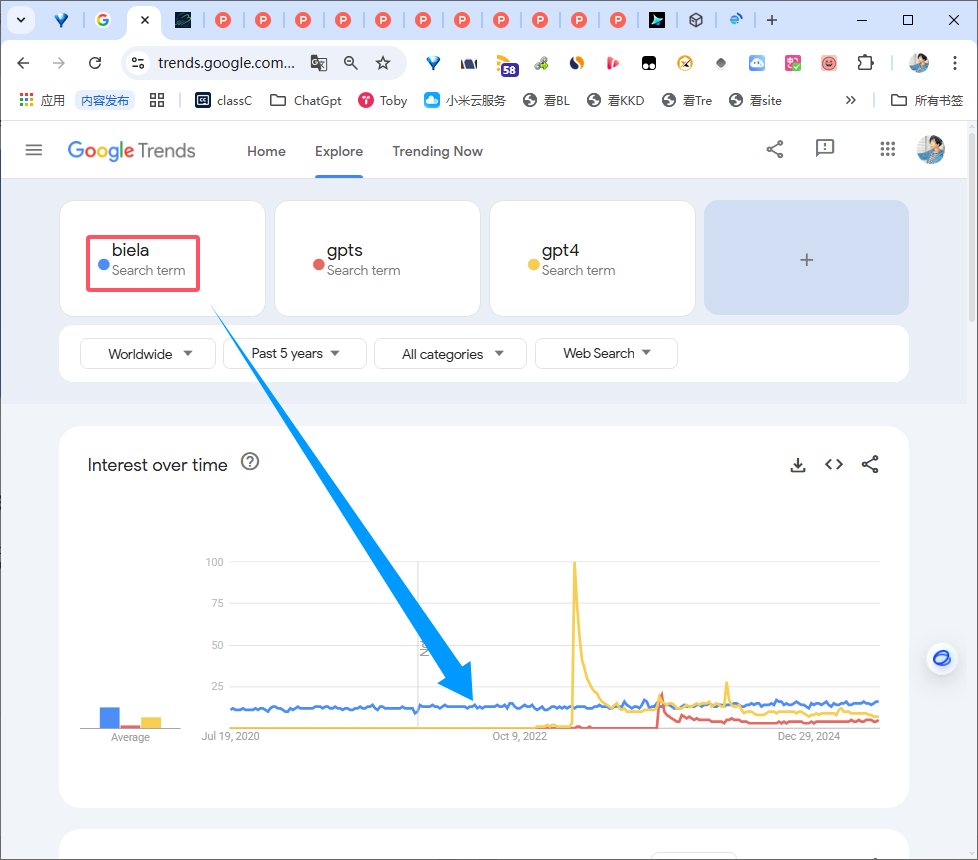 trends.google.com...
58
应用
内容发布
classC
ChatGpt
Toby
小米云服务
看BL
看KKD
看Tre
看site
所有书签
Google Trends
Home
Explore
Trending Now
biela
Search term
gpts
Search term
gpt4
Search term
+
Worldwide
Past 5 years
All categories
Web Search
Interest over time
100
75
50
25
Average
Jul 19, 2020
Oct 9, 2022
Dec 29, 2024